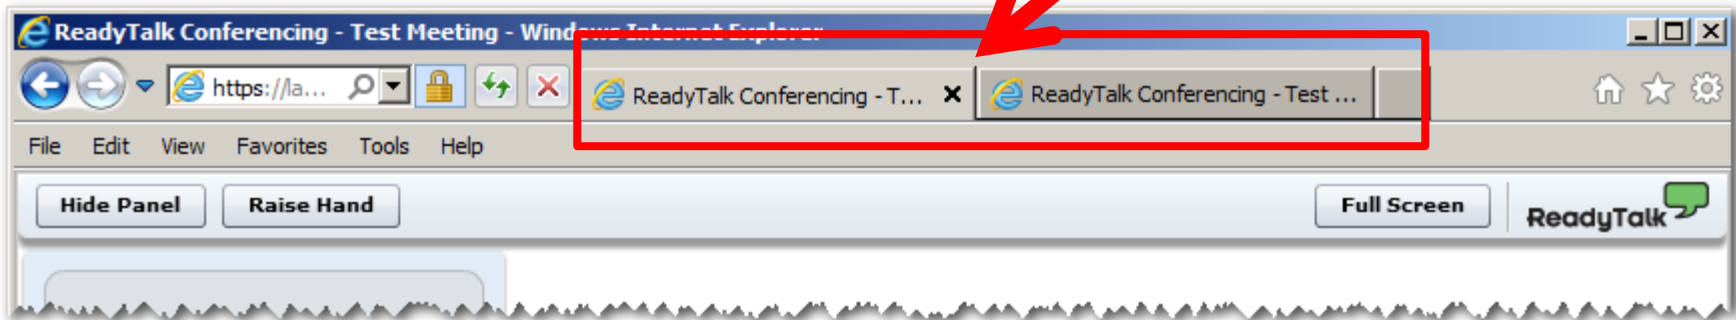 ReadyTalk Conferencing - Test Meeting - Windows Internet Explorer
https://la...
ReadyTalk Conferencing - T...
ReadyTalk Conferencing - Test ...
File Edit View Favorites Tools Help
Hide Panel Raise Hand Full Screen ReadyTalk